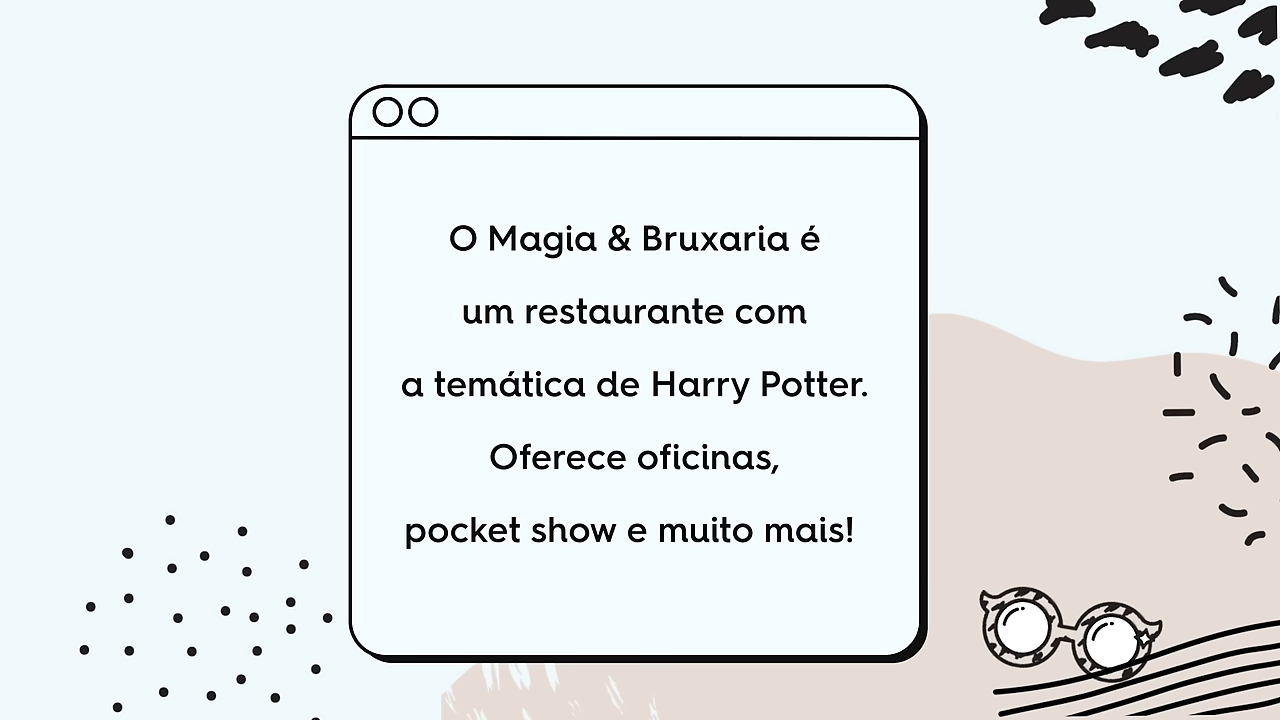 O Magia & Bruxaria é
um restaurante com
a temática de Harry Potter.
Oferece oficinas,
pocket show e muito mais!